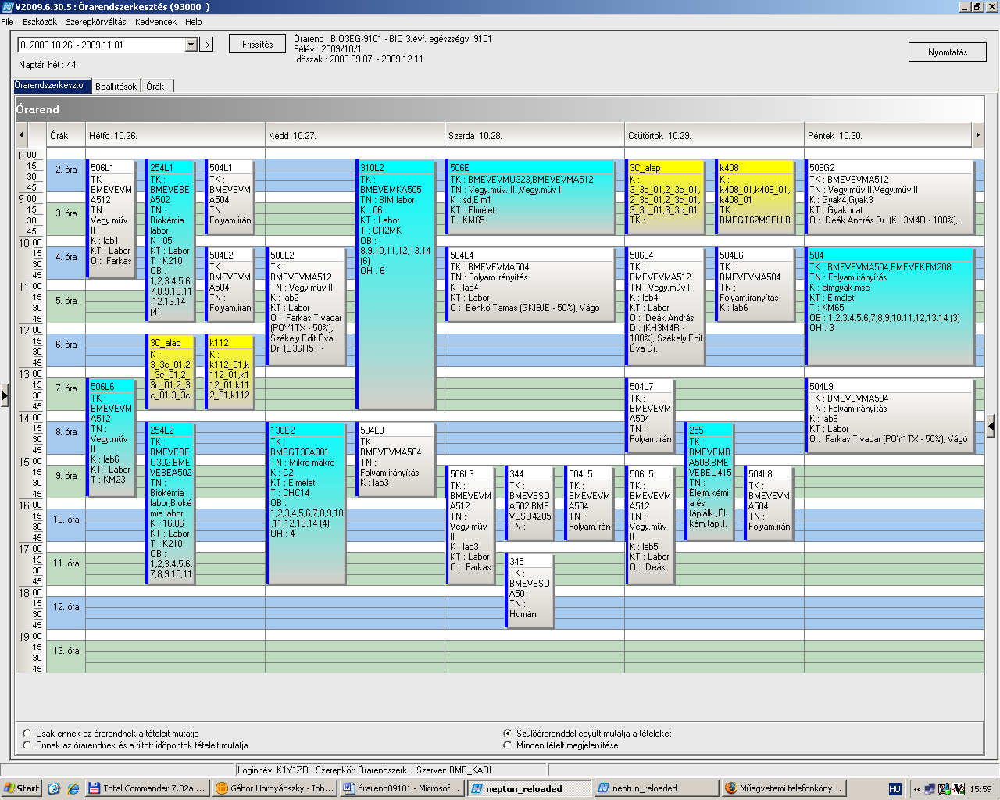 V2009.6.30.5 : Órarendszerkesztés (93000  )
File Eszközök Szerepkörváltás Kedvencek Help
8. 2009.10.26. - 2009.11.01.
->
Frissítés
Órarend : BIO3EG-9101 - BIO 3.évf. egészségv. 9101
Félév : 2009/10/1
Időszak : 2009.09.07. - 2009.12.11.
Nyomtatás
Naptári hét : 44
Órarendszerkeszto Beállítások Órák
Órarend
Órák Hétfő 10.26. Kedd 10.27. Szerda 10.28. Csütörtök 10.29. Péntek 10.30.
8 00
15
30
45
9 00
15
30
45
10 00
15
30
45
11 00
15
30
45
12 00
15
30
45
13 00
15
30
45
14 00
15
30
45
15 00
15
30
45
16 00
15
30
45
17 00
15
30
45
18 00
15
30
45
19 00
15
30
45
2. óra
3. óra
4. óra
5. óra
6. óra
7. óra
8. óra
9. óra
10. óra
11. óra
12. óra
13. óra
506L1
TK :
BMEVEVM
A512
TN :
Vegy.műv
II
K : lab1
KT : Labor
O : Farkas
254L1
TK :
BMEVEBE
A502
TN :
Biokémia
labor
K : 05
KT : Labor
T : K210
OB :
1,2,3,4,5,6,
7,8,9,10,11
,12,13,14
(4)
504L1
TK :
BMEVEVM
A504
TN :
Folyam.irán
504L2
TK :
BMEVEVM
A504
TN :
Folyam.irán
3C_alap
K :
3_3c_01,2
_3c_01,2_
3c_01,2_3
c_01,3_3c
k112
K :
k112_01,k
112_01,k1
12_01,k11
2_01,k112
506L6
TK :
BMEVEVM
A512
TN :
Vegy.műv
II
K : lab6
KT : Labor
T : KM23
254L2
TK :
BMEVEBE
U302,BME
VEBEA502
TN :
Biokémia
labor,Bioké
mia labor
K : 16,06
KT : Labor
T : K210
OB :
1,2,3,4,5,6,
7,8,9,10,11
310L2
TK :
BMEVEMKA505
TN : BIM labor
K : 06
KT : Labor
T : CH2MK
OB :
8,9,10,11,12,13,14
(6)
OH : 6
506L2
TK :
BMEVEVMA512
TN : Vegy.műv II
K : lab2
KT : Labor
O : Farkas Tivadar
(POY1TX - 50%),
Székely Edit Éva
Dr. (O3SR5T -
130E2
TK :
BMEGT30A001
TN : Mikro-makro
K : C2
KT : Elmélet
T : CHC14
OB :
1,2,3,4,5,6,7,8,9,10
,11,12,13,14 (4)
OH : 4
504L3
TK :
BMEVEVMA504
TN :
Folyam.irányítás
K : lab3
506E
TK : BMEVEVMU323,BMEVEVMA512
TN : Vegy.műv. II.,Vegy.műv II
K : sd,Elm1
KT : Elmélet
T : KM65
504L4
TK : BMEVEVMA504
TN : Folyam.irányítás
K : lab4
KT : Labor
O : Benkő Tamás (GKI9JE - 50%), Vágó
506L3
TK :
BMEVEVM
A512
TN :
Vegy.műv
II
K : lab3
KT : Labor
O : Farkas
344
TK :
BMEVESO
A502,BME
VESO4205
TN :
504L5
TK :
BMEVEVM
A504
TN :
Folyam.irán
345
TK :
BMEVESO
A501
TN :
Humán
3C_alap
K :
3_3c_01,2_3c_01,
2_3c_01,2_3c_01,
3_3c_01,3_3c_01
TK :
k408
K :
k408_01,k408_01,
k408_01
TK :
BMEGT62MSEU,B
506L4
TK :
BMEVEVMA512
TN : Vegy.műv II
K : lab4
KT : Labor
O : Deák András
Dr. (KH3M4R -
100%), Székely Edit
Éva Dr.
504L6
TK :
BMEVEVMA504
TN :
Folyam.irányítás
K : lab6
504L7
TK :
BMEVEVM
A504
TN :
Folyam.irán
255
TK :
BMEVEMB
A508,BME
VEBEU415
TN :
Élelm.kémi
a és
táplálk.,Él.
kém.tápl.I.
506L5
TK :
BMEVEVM
A512
TN :
Vegy.műv
II
K : lab5
KT : Labor
O : Deák
504L8
TK :
BMEVEVM
A504
TN :
Folyam.irán
506G2
TK : BMEVEVMA512
TN : Vegy.műv II,Vegy.műv II
K : Gyak4,Gyak3
KT : Gyakorlat
O : Deák András Dr. (KH3M4R - 100%),
504
TK : BMEVEVMA504,BMEVEKFM208
TN : Folyam.irányítás
K : elmgyak,msc
KT : Elmélet
T : KM65
OB : 1,2,3,4,5,6,7,8,9,10,11,12,13,14 (3)
OH : 3
504L9
TK : BMEVEVMA504
TN : Folyam.irányítás
K : lab9
KT : Labor
O : Farkas Tivadar (POY1TX - 50%), Vágó
Csak ennek az órarendnek a tételeit mutatja
Ennek az órarendnek és a tiltott időpontok tételeit mutatja
Szülőórarenddel együtt mutatja a tételeket
Minden tételt megjelenítése
Loginnév: K1Y1ZR Szerepkör: Órarendszerk. Szerver: BME_KARI
Start Total Commander 7.02a ... Gábor Hornyánszky - Inb... órarend09101 - Microsof... neptun_reloaded neptun_reloaded Műegyetemi telefonköny... HU « 15:59